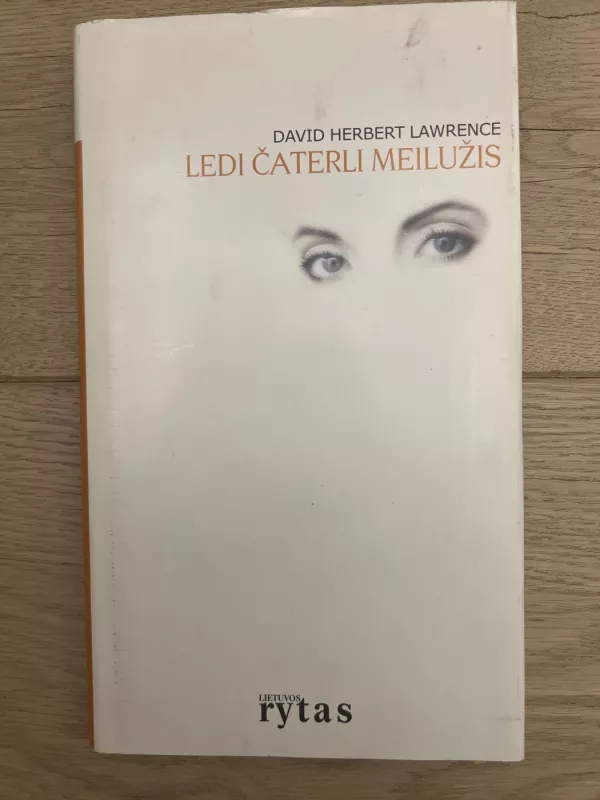 DAVID HERBERT LAWRENCE
LEDI ČATERLI MEILUŽIS
LIETUVOS
rytas